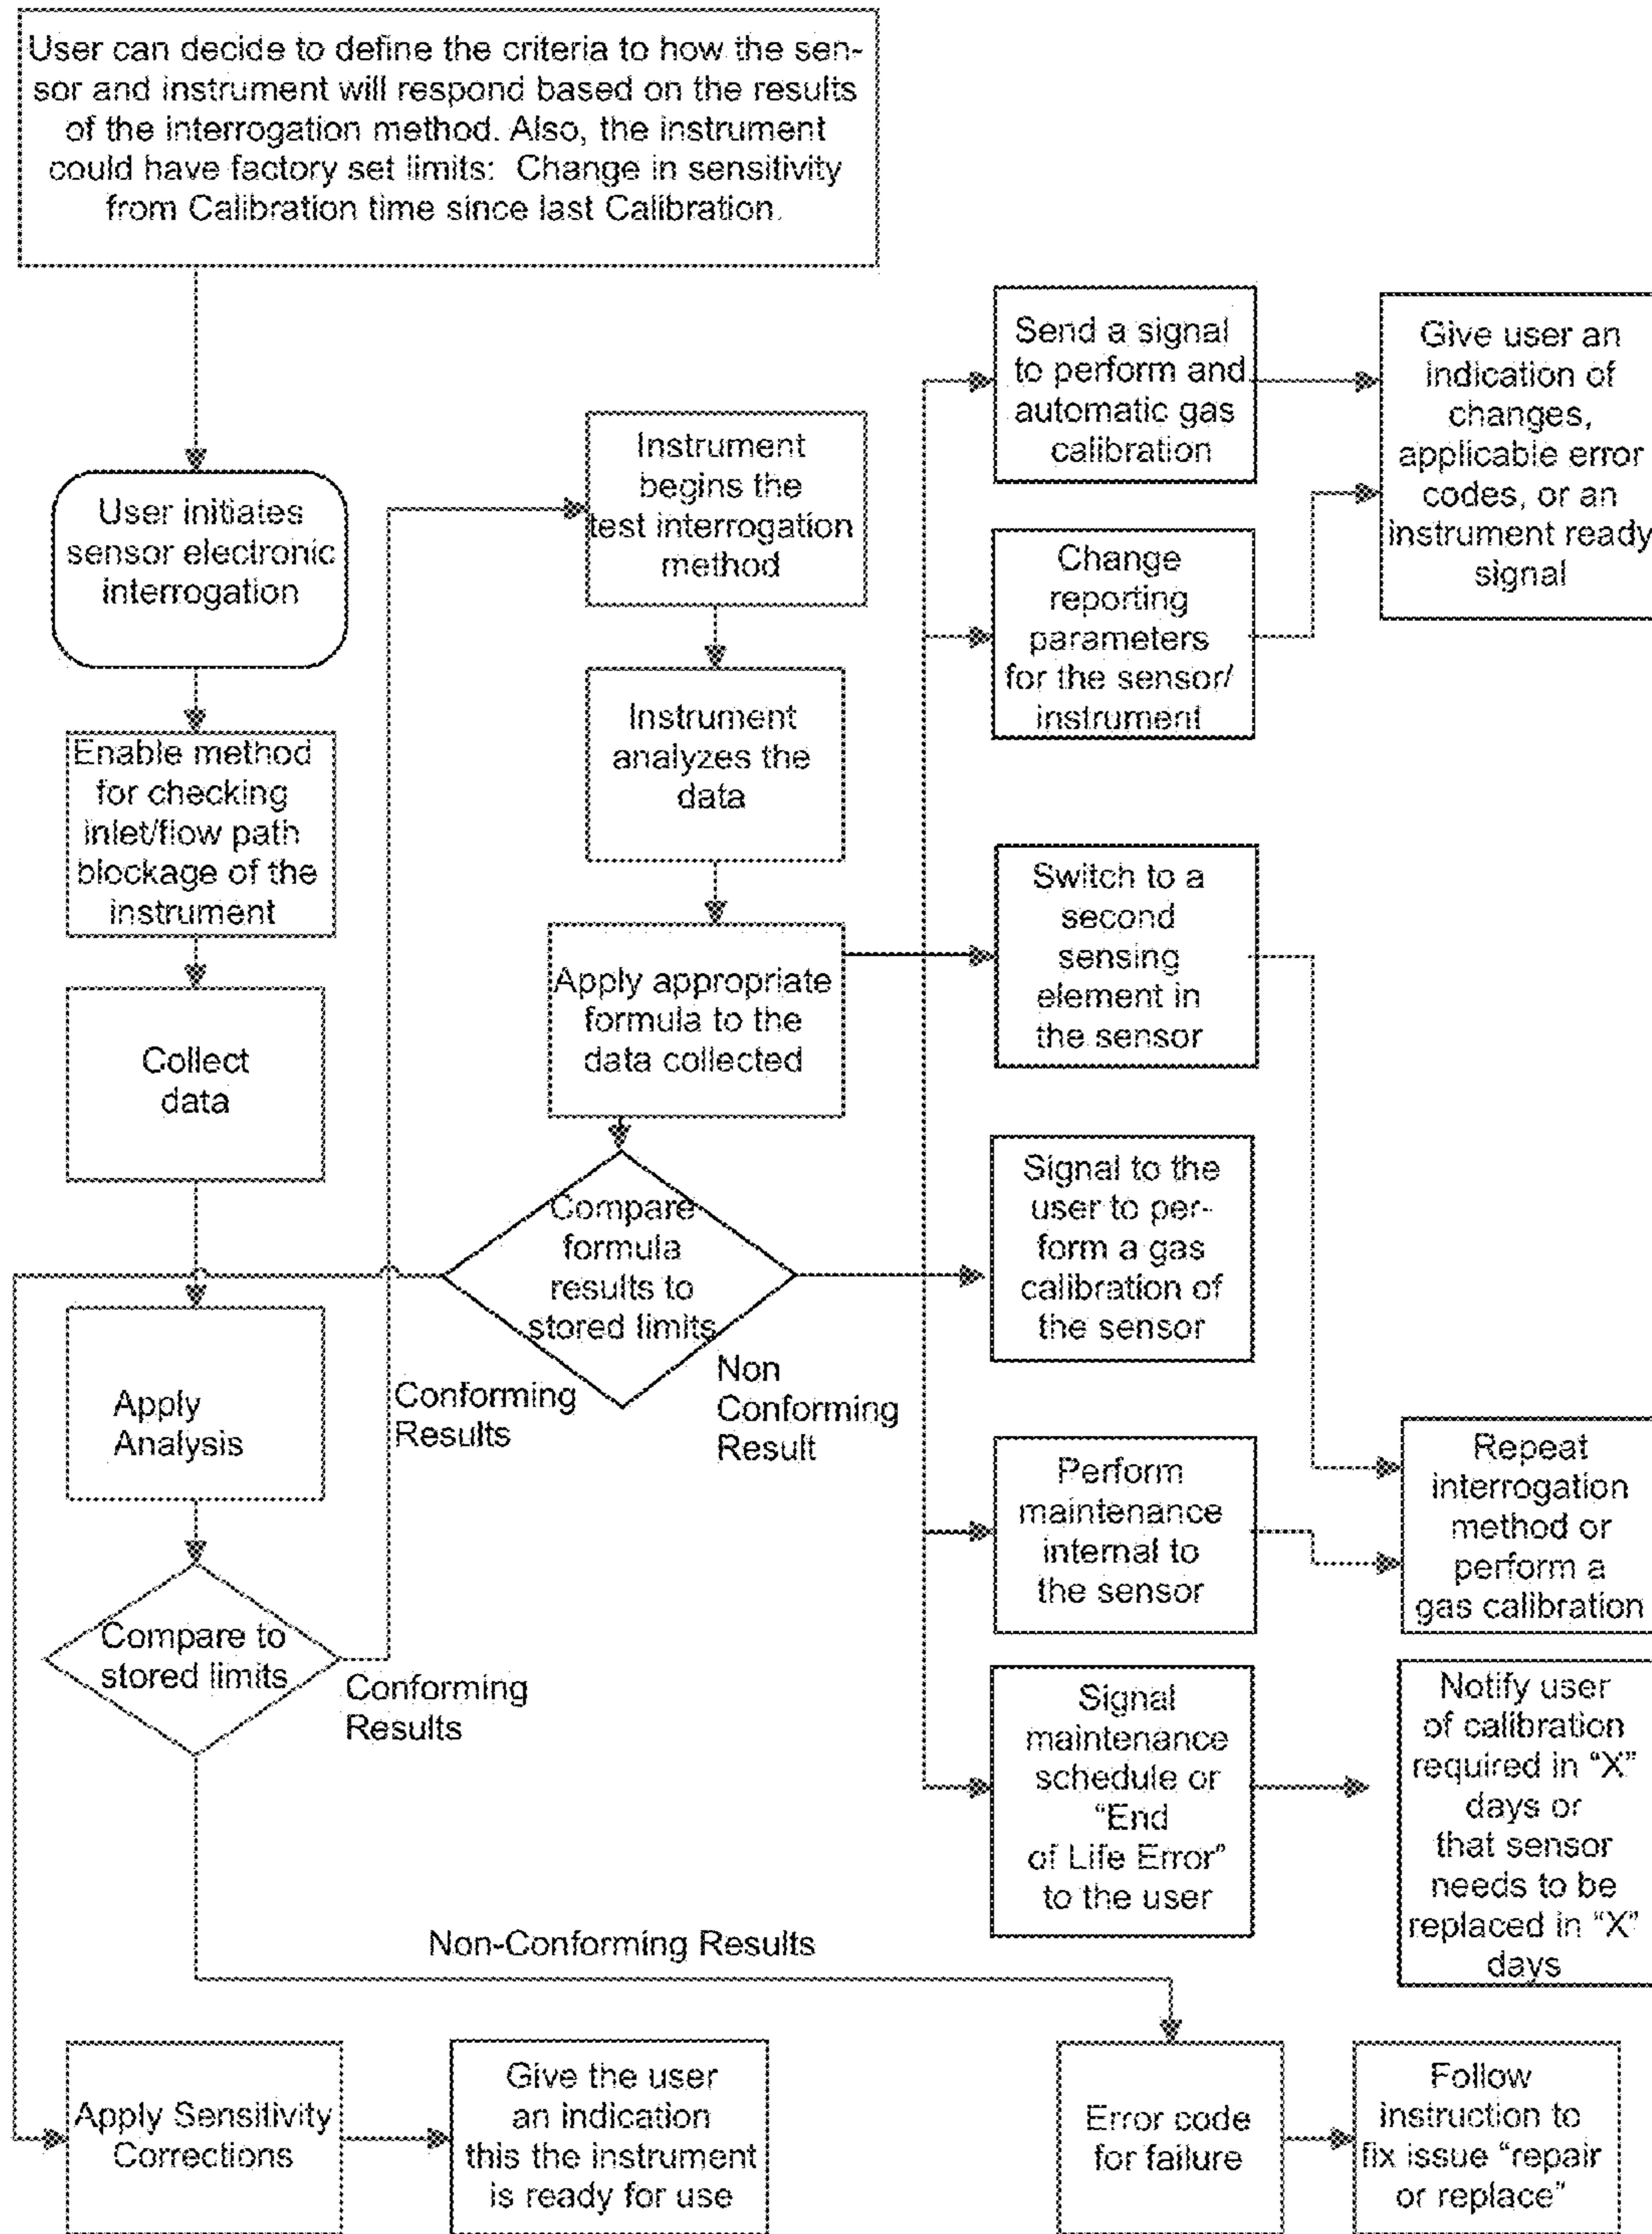 User can decide to define the criteria to how the sen-
sor and instrument will respond based on the results
of the interrogation method. Also, the instrument
could have factory set limits: Change in sensitivity
from Calibration time since last Calibration.
User initiates
sensor electronic
interrogation
Enable method
for checking
inlet/flow path
blockage of the
instrument
Collect
data
Apply
Analysis
Compare to
stored limits
Conforming
Results
Non-Conforming Results
Instrument
begins the
test interrogation
method
Instrument
analyzes the
data
Apply appropriate
formula to the
data collected
Compare
formula
results to
stored limits
Conforming
Results
Non
Conforming
Result
Send a signal
to perform and
automatic gas
calibration
Change
reporting
parameters
for the sensor/
instrument
Give user an
indication of
changes,
applicable error
codes, or an
instrument ready
signal
Switch to a
second
sensing
element in
the sensor
Signal to the
user to per-
form a gas
calibration of
the sensor
Perform
maintenance
internal to
the sensor
Repeat
interrogation
method or
perform a
gas calibration
Signal
maintenance
schedule or
“End
of Life Error”
to the user
Notify user
of calibration
required in “X”
days or
that sensor
needs to be
replaced in “X”
days
Apply Sensitivity
Corrections
Give the user
an indication
this the instrument
is ready for use
Error code
for failure
Follow
instruction to
fix issue “repair
or replace”